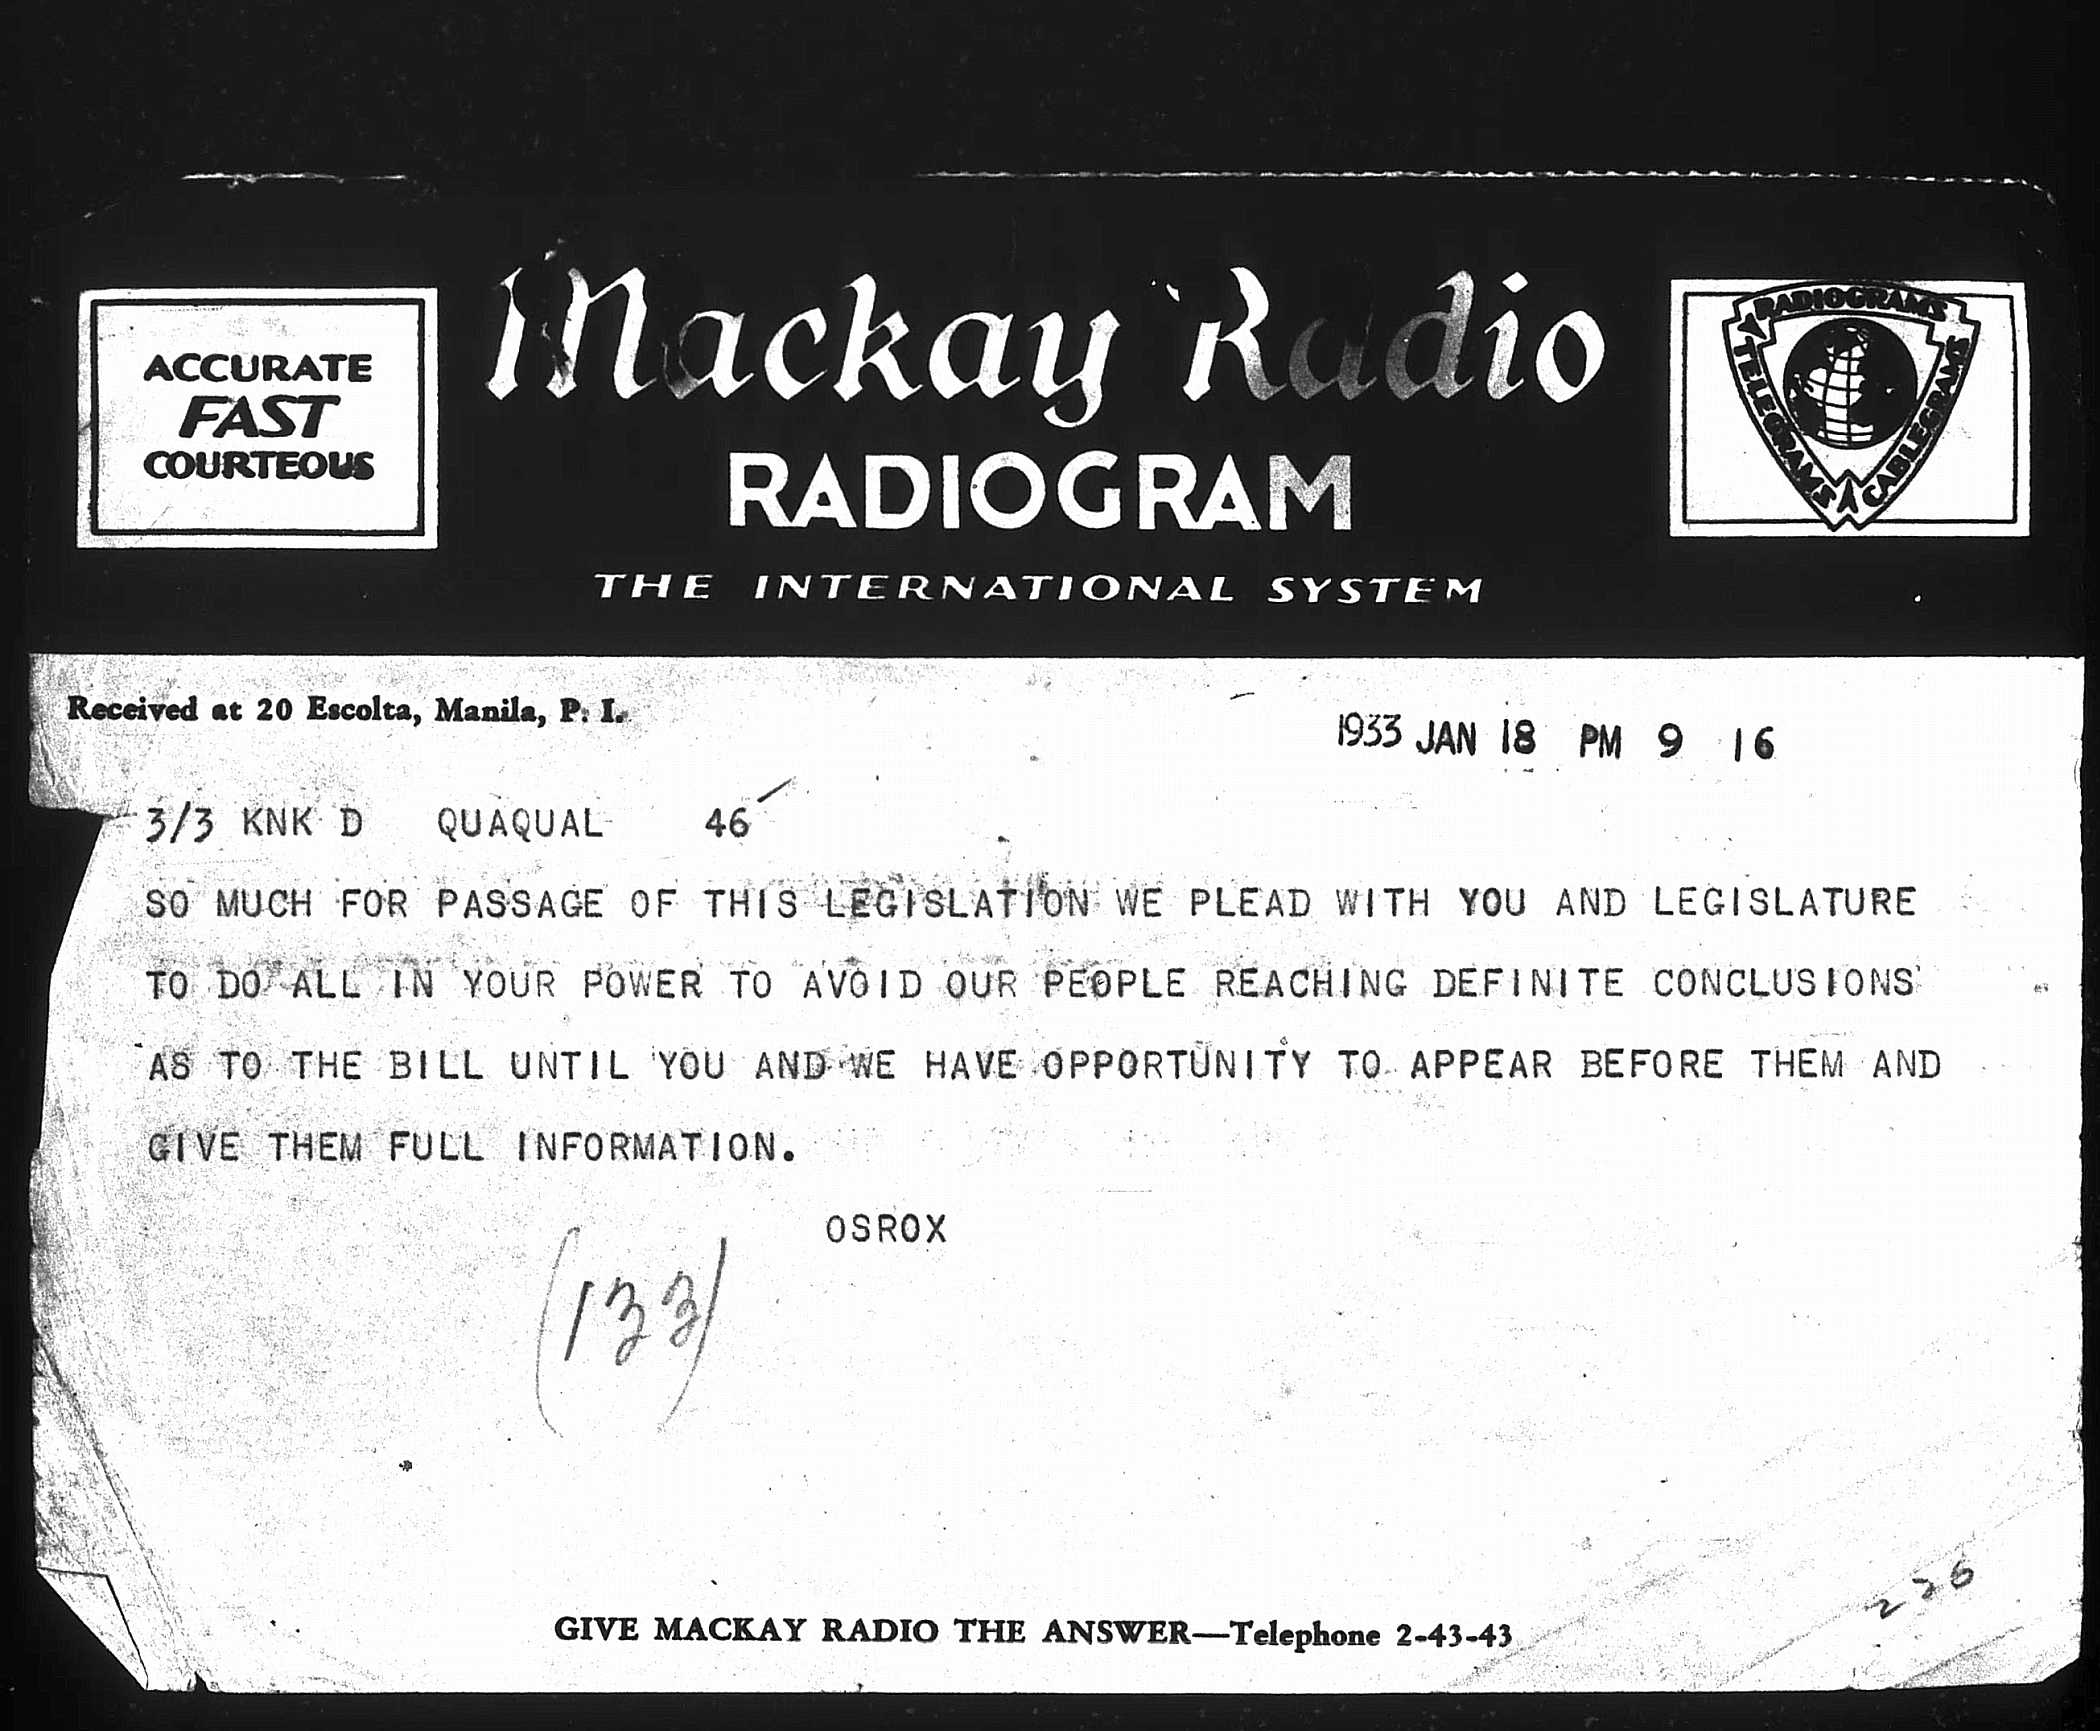 ACCURATE
FAST
COURTEOUS
Mackay Radio
RADIOGRAM
THE INTERNATIONAL SYSTEM
RADIOGRAMS
TELEGRAMS
CABLEGRAMS
Received at 20 Escolta, Manila, P. I.
1933 JAN 18 PM 9 16
3/3 KNK D QUAQUAL 46
SO MUCH FOR PASSAGE OF THIS LEGISLATION WE PLEAD WITH YOU AND LEGISLATURE
TO DO ALL IN YOUR POWER TO AVOID OUR PEOPLE REACHING DEFINITE CONCLUSIONS
AS TO THE BILL UNTIL YOU AND WE HAVE OPPORTUNITY TO APPEAR BEFORE THEM AND
GIVE THEM FULL INFORMATION.
OSROX
(133)
226
GIVE MACKAY RADIO THE ANSWER—Telephone 2-43-43